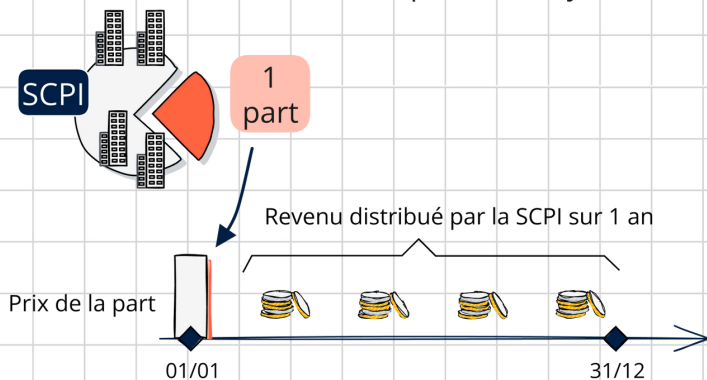 SCPI
1
part
Revenu distribué par la SCPI sur 1 an
Prix de la part
01/01
31/12